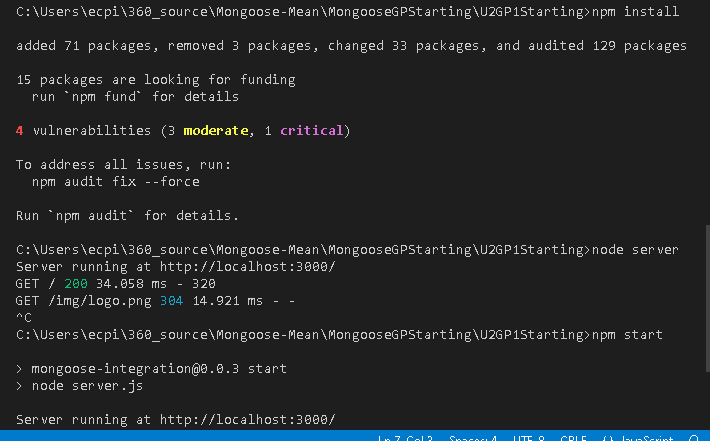 C:\Users\ecpi\360_source\Mongoose-Mean\MongooseGPStarting\U2GP1Starting>npm install
added 71 packages, removed 3 packages, changed 33 packages, and audited 129 packages
15 packages are looking for funding
run `npm fund` for details
4 vulnerabilities (3 moderate, 1 critical)
To address all issues, run:
npm audit fix --force
Run `npm audit` for details.
C:\Users\ecpi\360_source\Mongoose-Mean\MongooseGPStarting\U2GP1Starting>node server
Server running at http://localhost:3000/
GET / 200 34.058 ms - 320
GET /img/logo.png 304 14.921 ms - -
^C
C:\Users\ecpi\360_source\Mongoose-Mean\MongooseGPStarting\U2GP1Starting>npm start
> mongoose-integration@0.0.3 start
> node server.js
Server running at http://localhost:3000/
Ln 7, Col 3 Spaces: 4 UTF-8 CRLF {} JavaScript